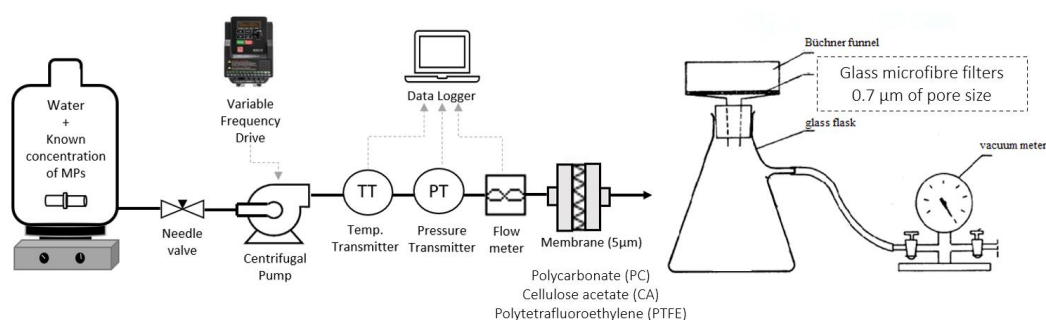 Water
+
Known
concentration
of MPs
Needle
valve
Variable
Frequency
Drive
Centrifugal
Pump
Data Logger
TT
Temp.
Transmitter
PT
Pressure
Transmitter
Flow
meter
Membrane (5µm)
Polycarbonate (PC)
Cellulose acetate (CA)
Polytetrafluoroethylene (PTFE)
Büchner funnel
Glass microfibre filters
0.7 µm of pore size
glass flask
vacuum meter